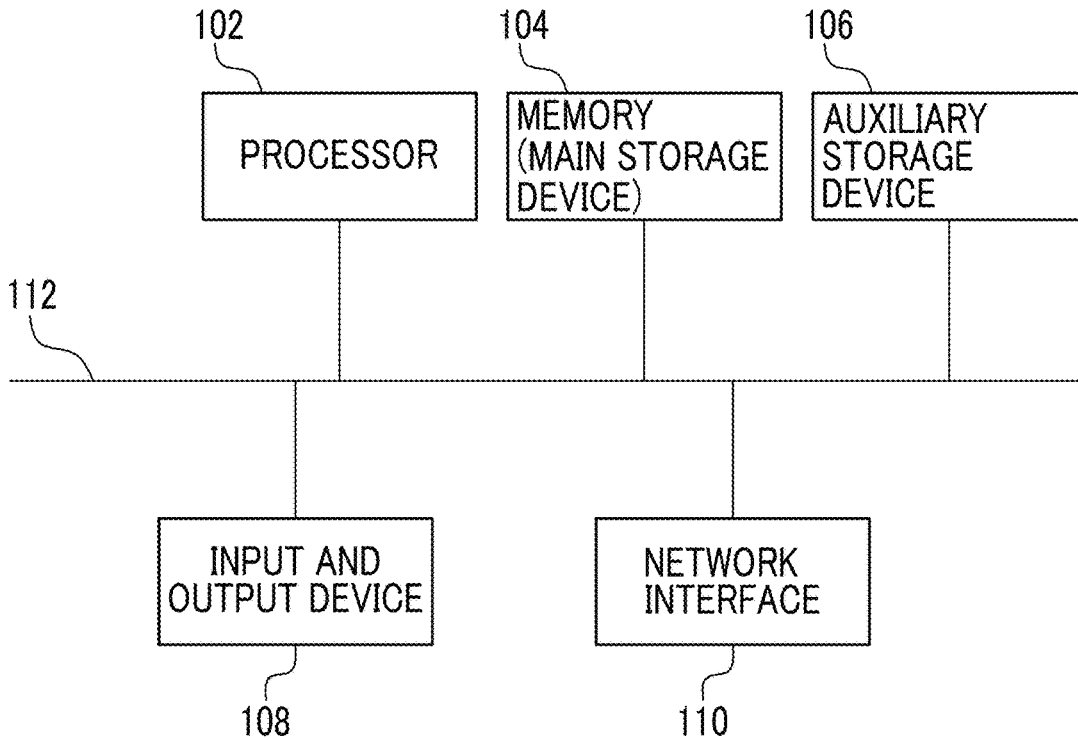 102
104
106
PROCESSOR
MEMORY
(MAIN STORAGE
DEVICE)
AUXILIARY
STORAGE
DEVICE
112
INPUT AND
OUTPUT DEVICE
NETWORK
INTERFACE
108
110